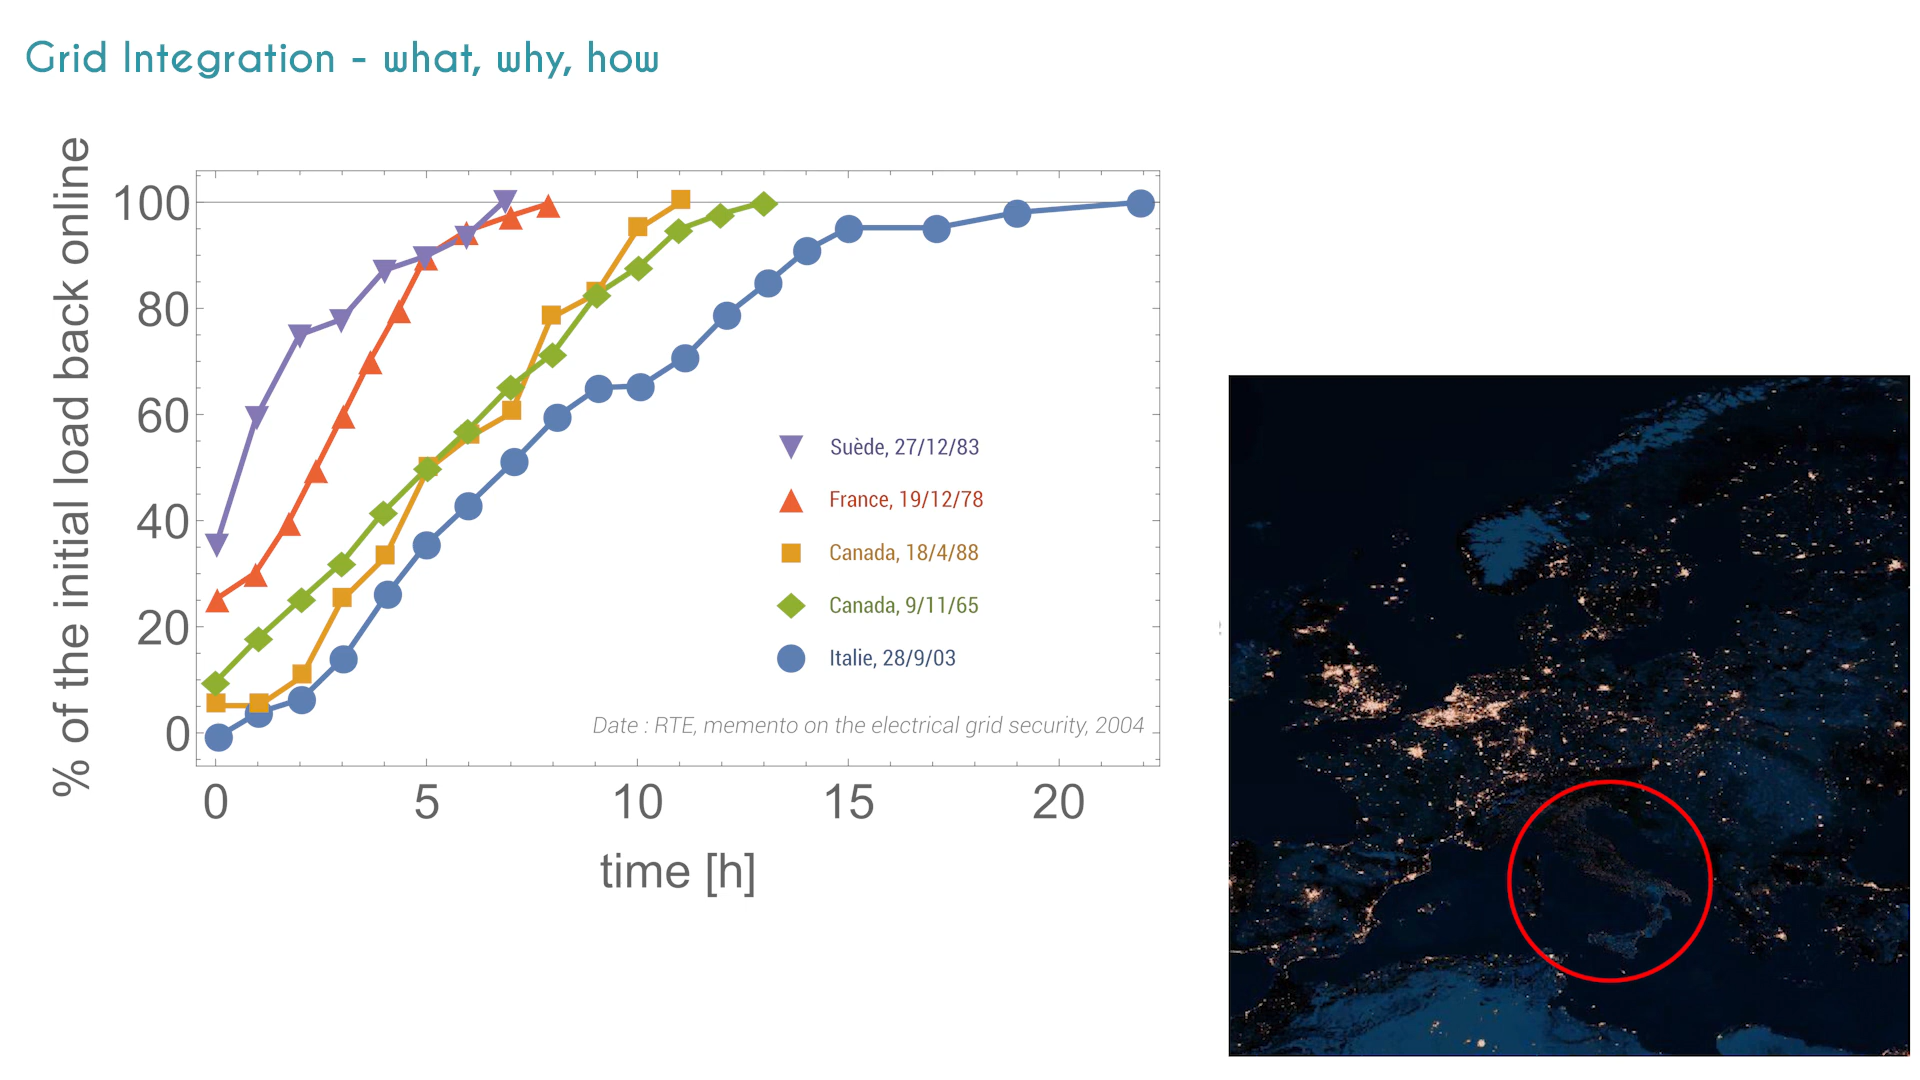 Grid Integration - what, why, how
% of the initial load back online
100
80
60
40
20
0
0 5 10 15 20
time [h]
Suède, 27/12/83
France, 19/12/78
Canada, 18/4/88
Canada, 9/11/65
Italie, 28/9/03
Date : RTE, memento on the electrical grid security, 2004